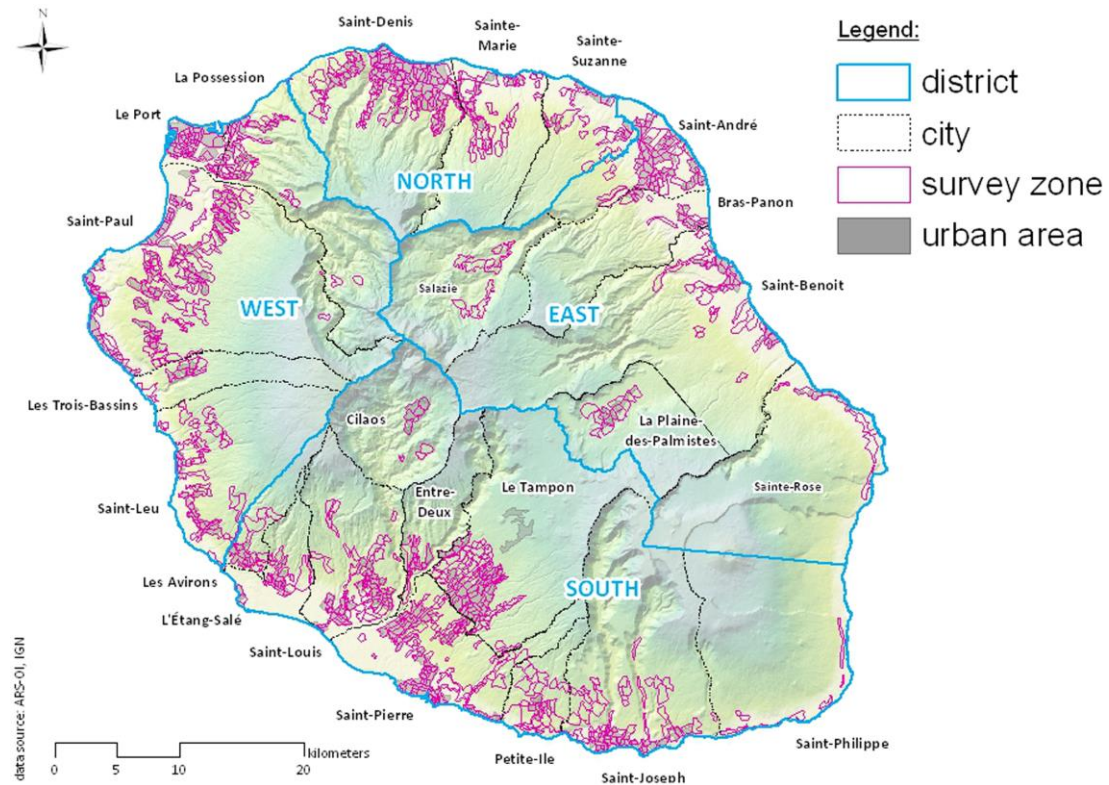 N
Saint-Denis
Sainte-
Marie
Sainte-
Suzanne
La Possession
Le Port
Saint-André
NORTH
Bras-Panon
Saint-Paul
Salazie
Saint-Benoit
WEST
EAST
Les Trois-Bassins
Cilaos
La Plaine-
des-Palmistes
Entre-
Deux
Le Tampon
Sainte-Rose
Saint-Leu
Les Avirons
SOUTH
L'Étang-Salé
Saint-Louis
Saint-Pierre
Petite-Ile
Saint-Joseph
Saint-Philippe
Legend:
district
city
survey zone
urban area
kilometers
0 5 10 20
data source: ARS-OI, IGN